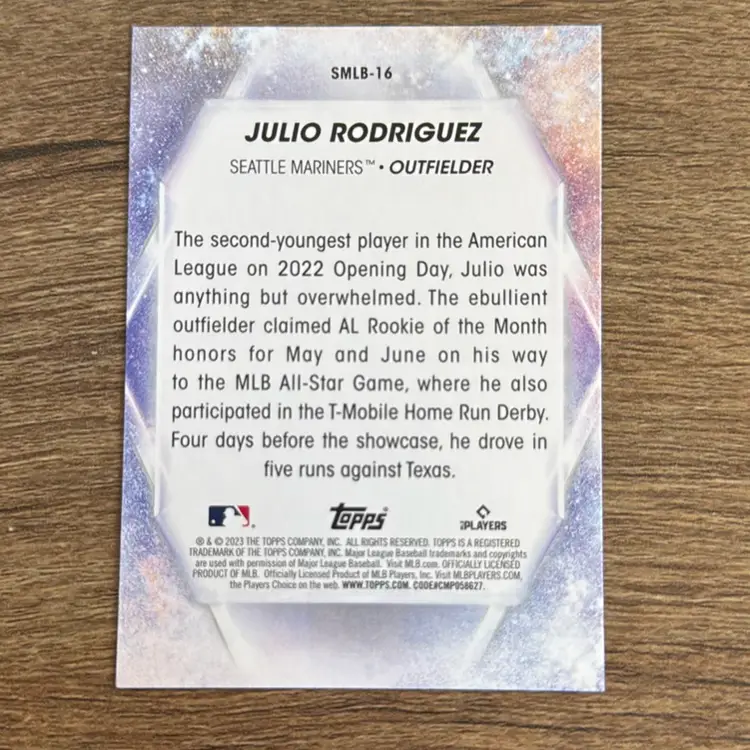 SMLB-16
JULIO RODRIGUEZ
SEATTLE MARINERS™ • OUTFIELDER
The second-youngest player in the American
League on 2022 Opening Day, Julio was
anything but overwhelmed. The ebullient
outfielder claimed AL Rookie of the Month
honors for May and June on his way
to the MLB All-Star Game, where he also
participated in the T-Mobile Home Run Derby.
Four days before the showcase, he drove in
five runs against Texas.
Topps®
MLBPLAYERS
® & © 2023 THE TOPPS COMPANY, INC. ALL RIGHTS RESERVED. TOPPS IS A REGISTERED
TRADEMARK OF THE TOPPS COMPANY, INC. Major League Baseball trademarks and copyrights
are used with permission of Major League Baseball. Visit MLB.com. OFFICIALLY LICENSED
PRODUCT OF MLB. Officially Licensed Product of MLB Players, Inc. Visit MLBPLAYERS.COM,
the Players Choice on the web. WWW.TOPPS.COM. CODE#CMP058627.